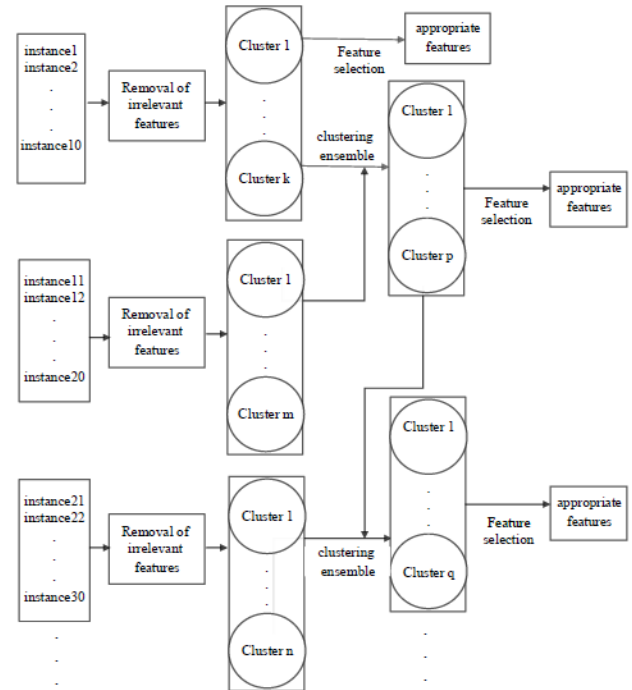 instance1
instance2
.
.
.
instance10
Removal of
irrelevant
features
Cluster 1
.
.
.
Cluster k
Feature
selection
appropriate
features
clustering
ensemble
Cluster 1
.
.
.
Cluster p
Feature
selection
appropriate
features
instance11
instance12
.
.
.
instance20
Removal of
irrelevant
features
Cluster 1
.
.
.
Cluster m
instance21
instance22
.
.
.
instance30
Removal of
irrelevant
features
Cluster 1
.
.
.
Cluster n
clustering
ensemble
Cluster 1
.
.
.
Cluster q
Feature
selection
appropriate
features
.
.
.
.
.
.